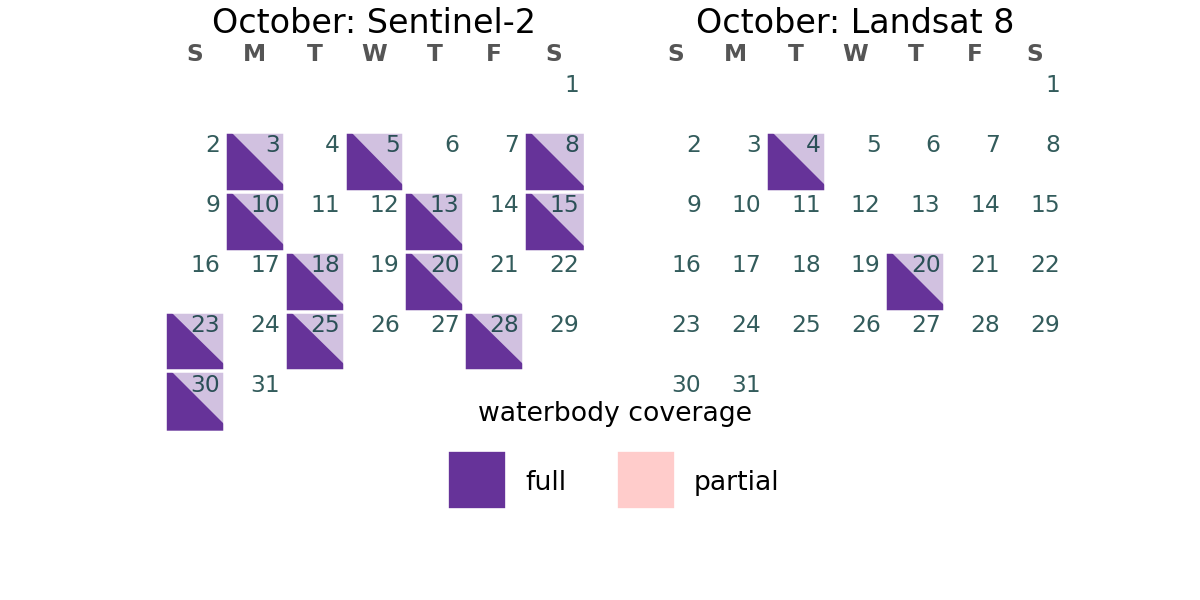 October: Sentinel-2
S M T W T F S
1
2 3 4 5 6 7 8
9 10 11 12 13 14 15
16 17 18 19 20 21 22
23 24 25 26 27 28 29
30 31
October: Landsat 8
S M T W T F S
1
2 3 4 5 6 7 8
9 10 11 12 13 14 15
16 17 18 19 20 21 22
23 24 25 26 27 28 29
30 31
waterbody coverage
full
partial